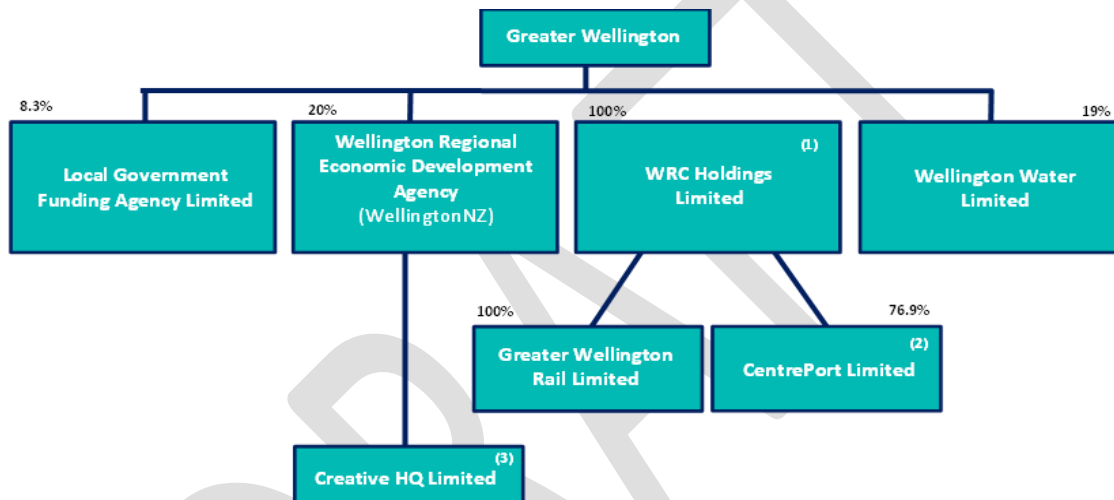 Greater Wellington
8.3%
20%
100%
19%
Local Government
Funding Agency Limited
Wellington Regional
Economic Development
Agency
(WellingtonNZ)
(1)
WRC Holdings
Limited
Wellington Water
Limited
100%
76.9%
Greater Wellington
Rail Limited
(2)
CentrePort Limited
(3)
Creative HQ Limited